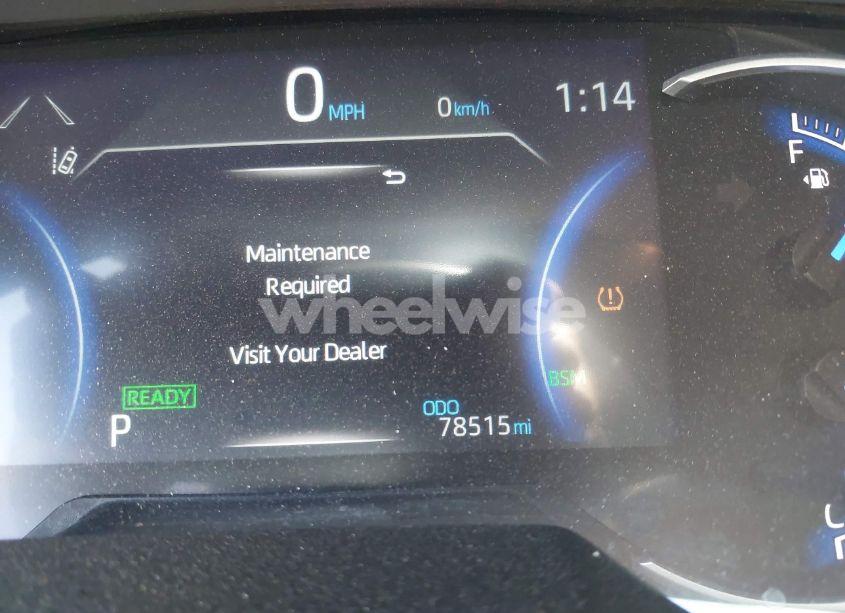 0 MPH 0 km/h 1:14
F
Maintenance
Required
wheelwise
Visit Your Dealer
BSM
READY
ODO
P 78515 mi